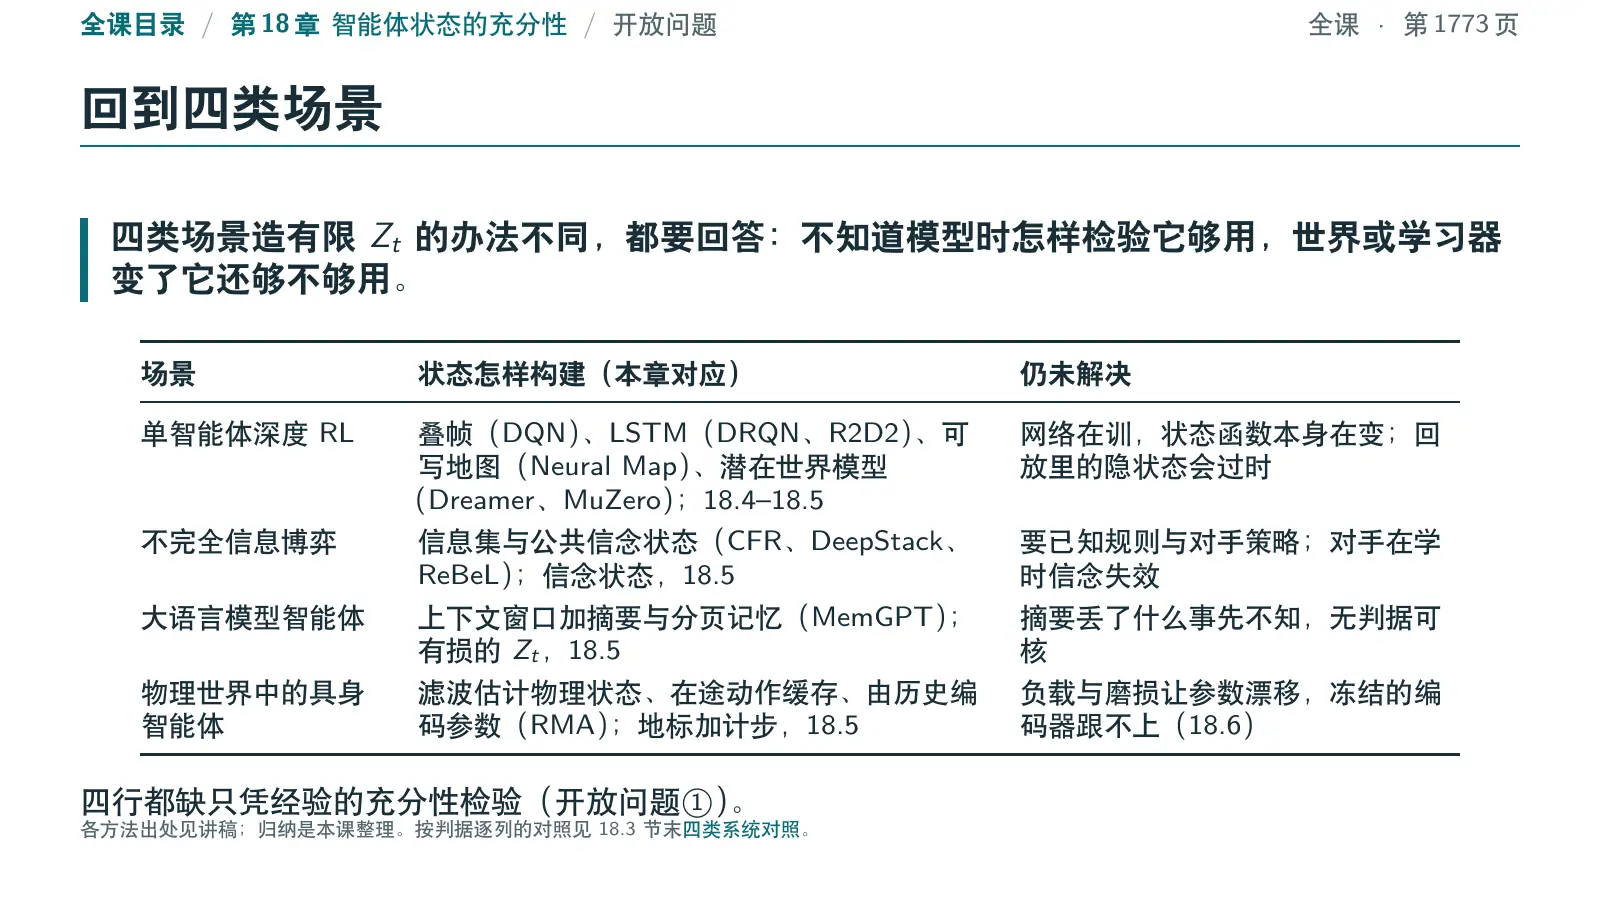 全课目录 / 第18章 智能体状态的充分性 / 开放问题
全课 · 第1773页
回到四类场景
四类场景造有限 Zt 的办法不同，都要回答：不知道模型时怎样检验它够用，世界或学习器
变了它还够不够用。
场景 状态怎样构建（本章对应） 仍未解决
单智能体深度 RL
叠帧（DQN）、LSTM（DRQN、R2D2）、可
写地图（Neural Map）、潜在世界模型
（Dreamer、MuZero）；18.4–18.5
网络在训，状态函数本身在变；回
放里的隐状态会过时
不完全信息博弈
信息集与公共信念状态（CFR、DeepStack、
ReBeL）；信念状态，18.5
要已知规则与对手策略；对手在学
时信念失效
大语言模型智能体
上下文窗口加摘要与分页记忆（MemGPT）；
有损的 Zt，18.5
摘要丢了什么事先不知，无判据可
核
物理世界中的具身
智能体
滤波估计物理状态、在途动作缓存、由历史编
码参数（RMA）；地标加计步，18.5
负载与磨损让参数漂移，冻结的编
码器跟不上（18.6）
四行都缺只凭经验的充分性检验（开放问题①）。
各方法出处见讲稿；归纳是本课整理。按判据逐列的对照见 18.3 节末四类系统对照。